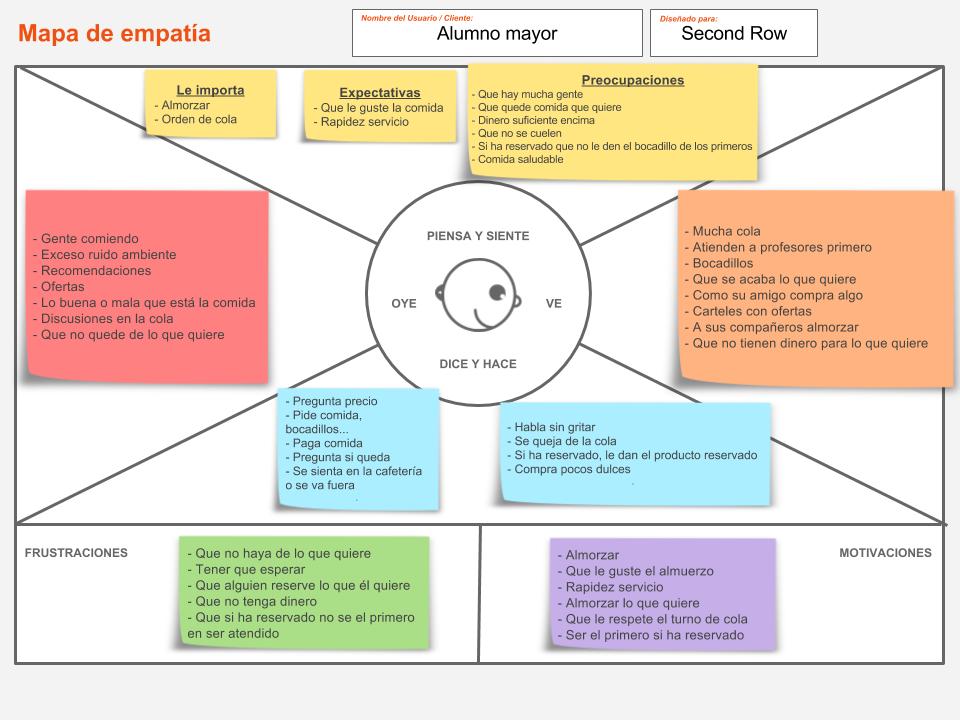 Mapa de empatía
Nombre del Usuario / Cliente:
Alumno mayor
Diseñado para:
Second Row
Le importa
- Almorzar
- Orden de cola
Expectativas
- Que le guste la comida
- Rapidez servicio
Preocupaciones
- Que hay mucha gente
- Que quede comida que quiere
- Dinero suficiente encima
- Que no se cuelen
- Si ha reservado que no le den el bocadillo de los primeros
- Comida saludable
PIENSA Y SIENTE
OYE
VE
DICE Y HACE
- Gente comiendo
- Exceso ruido ambiente
- Recomendaciones
- Ofertas
- Lo buena o mala que está la comida
- Discusiones en la cola
- Que no quede de lo que quiere
- Mucha cola
- Atienden a profesores primero
- Bocadillos
- Que se acaba lo que quiere
- Como su amigo compra algo
- Carteles con ofertas
- A sus compañeros almorzar
- Que no tienen dinero para lo que quiere
- Pregunta precio
- Pide comida,
bocadillos...
- Paga comida
- Pregunta si queda
- Se sienta en la cafetería
o se va fuera
.
- Habla sin gritar
- Se queja de la cola
- Si ha reservado, le dan el producto reservado
- Compra pocos dulces
.
FRUSTRACIONES
- Que no haya de lo que quiere
- Tener que esperar
- Que alguien reserve lo que él quiere
- Que no tenga dinero
- Que si ha reservado no se el primero
en ser atendido
MOTIVACIONES
- Almorzar
- Que le guste el almuerzo
- Rapidez servicio
- Almorzar lo que quiere
- Que le respete el turno de cola
- Ser el primero si ha reservado